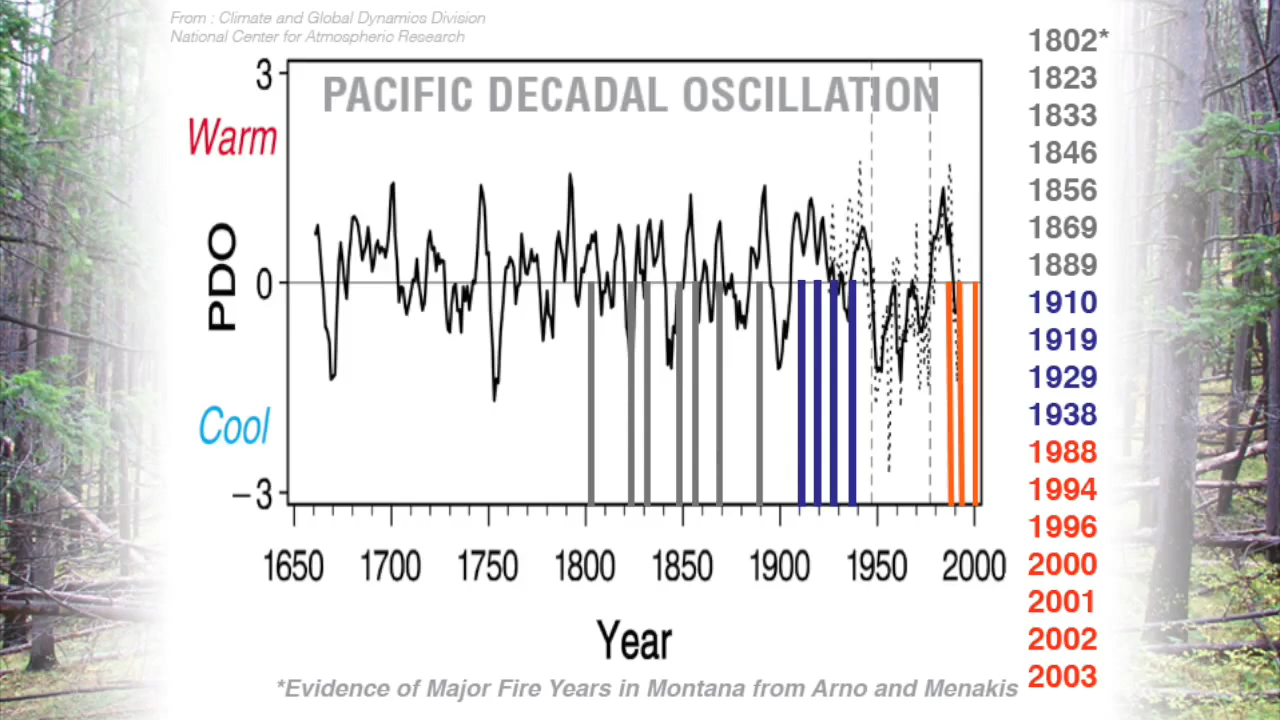 From : Climate and Global Dynamics Division
National Center for Atmospheric Research
PACIFIC DECADAL OSCILLATION
3
Warm
PDO
0
Cool
−3
1650 1700 1750 1800 1850 1900 1950 2000
Year
*Evidence of Major Fire Years in Montana from Arno and Menakis
1802*
1823
1833
1846
1856
1869
1889
1910
1919
1929
1938
1988
1994
1996
2000
2001
2002
2003